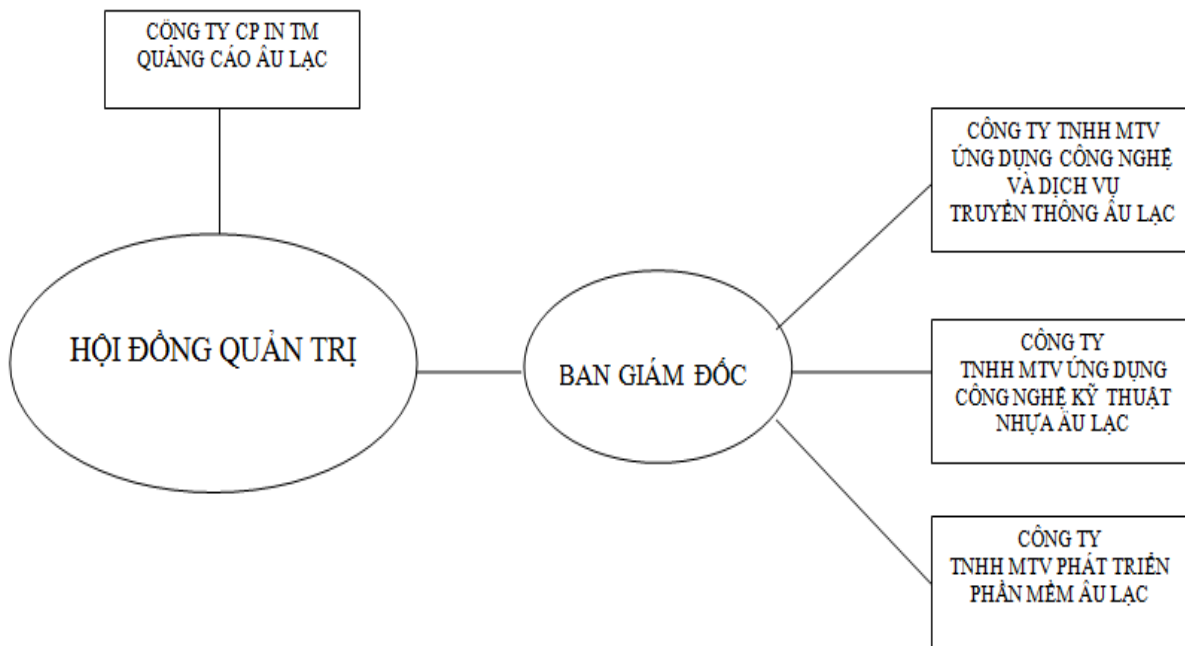 CÔNG TY CP IN TM
QUẢNG CÁO ÂU LẠC
HỘI ĐỒNG QUẢN TRỊ
BAN GIÁM ĐỐC
CÔNG TY TNHH MTV
ỨNG DỤNG CÔNG NGHỆ
VÀ DỊCH VỤ
TRUYỀN THÔNG ÂU LẠC
CÔNG TY
TNHH MTV ỨNG DỤNG
CÔNG NGHỆ KỸ THUẬT
NHỰA ÂU LẠC
CÔNG TY
TNHH MTV PHÁT TRIỂN
PHẦN MỀM ÂU LẠC